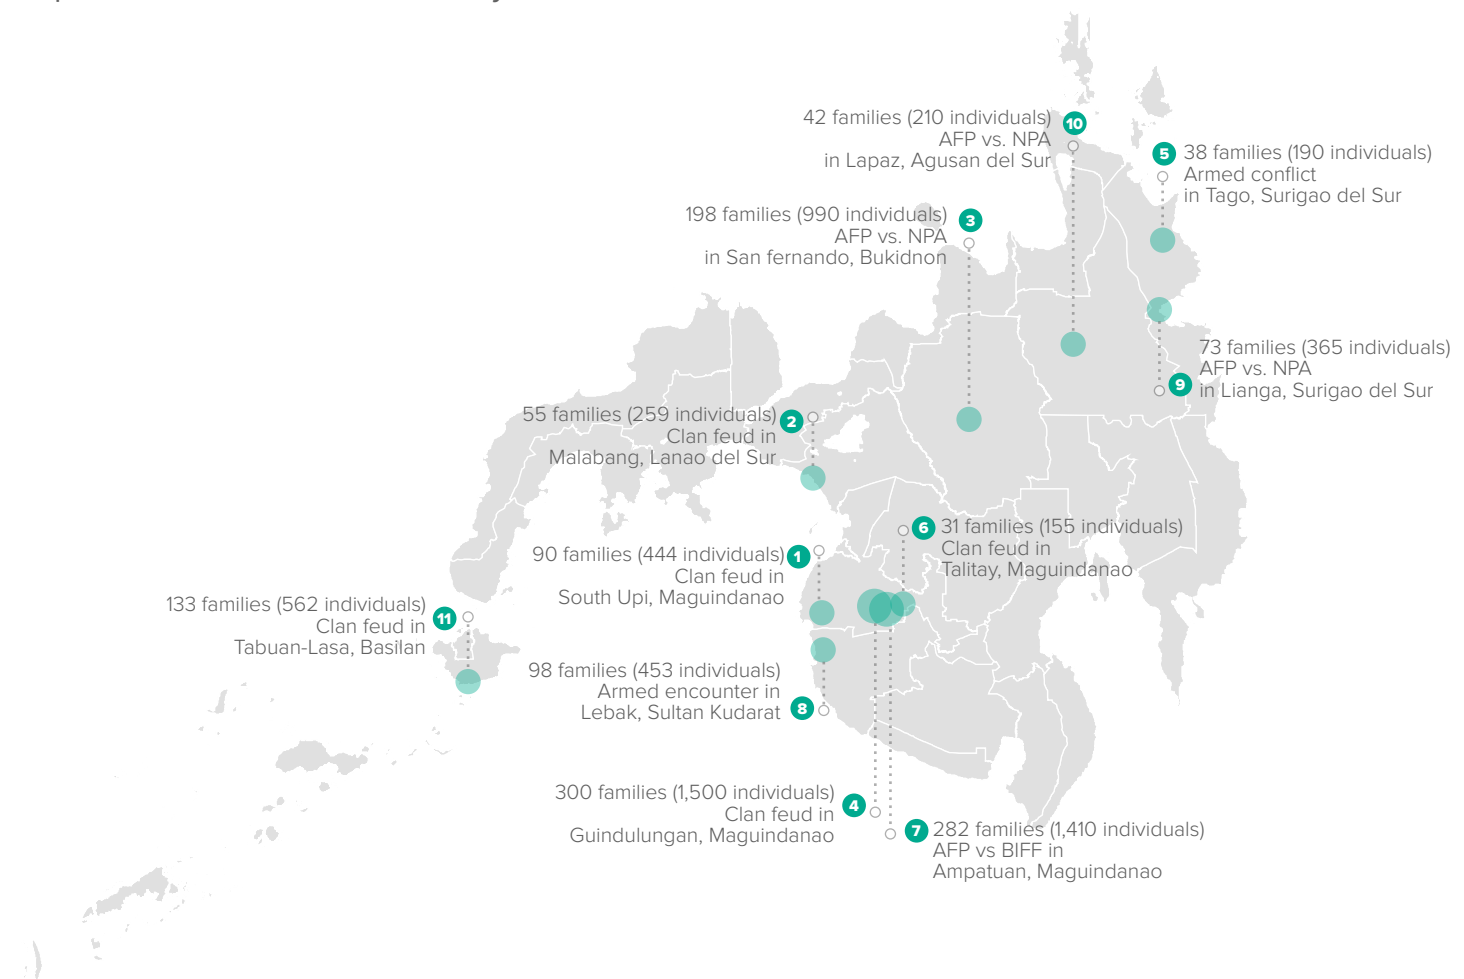 42 families (210 individuals)
AFP vs. NPA
in Lapaz, Agusan del Sur
10
5
38 families (190 individuals)
Armed conflict
in Tago, Surigao del Sur
198 families (990 individuals)
AFP vs. NPA
in San fernando, Bukidnon
3
73 families (365 individuals)
AFP vs. NPA
in Lianga, Surigao del Sur
9
55 families (259 individuals)
Clan feud in
Malabang, Lanao del Sur
2
6
31 families (155 individuals)
Clan feud in
Talitay, Maguindanao
90 families (444 individuals)
Clan feud in
South Upi, Maguindanao
1
133 families (562 individuals)
Clan feud in
Tabuan-Lasa, Basilan
11
98 families (453 individuals)
Armed encounter in
Lebak, Sultan Kudarat
8
300 families (1,500 individuals)
Clan feud in
Guindulungan, Maguindanao
4
7
282 families (1,410 individuals)
AFP vs BIFF in
Ampatuan, Maguindanao